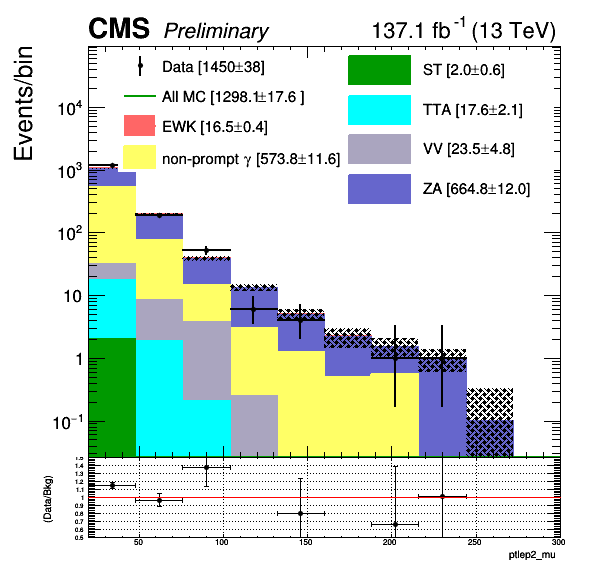 CMS Preliminary 137.1 fb⁻¹ (13 TeV)
Events/bin
Data [1450±38]
All MC [1298.1±17.6 ]
EWK [16.5±0.4]
non-prompt γ [573.8±11.6]
ST [2.0±0.6]
TTA [17.6±2.1]
VV [23.5±4.8]
ZA [664.8±12.0]
10⁴
10³
10²
10
1
10⁻¹
(Data/Bkg)
1.5
1.4
1.3
1.2
1.1
1
0.9
0.8
0.7
0.6
0.5
50 100 150 200 250 300
ptlep2_mu